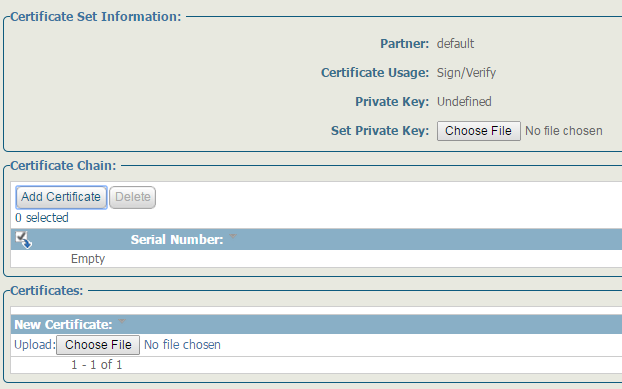 Certificate Set Information:
Partner: default
Certificate Usage: Sign/Verify
Private Key: Undefined
Set Private Key: Choose File No file chosen
Certificate Chain:
Add Certificate Delete
0 selected
Serial Number:
Empty
Certificates:
New Certificate:
Upload: Choose File No file chosen
1 - 1 of 1